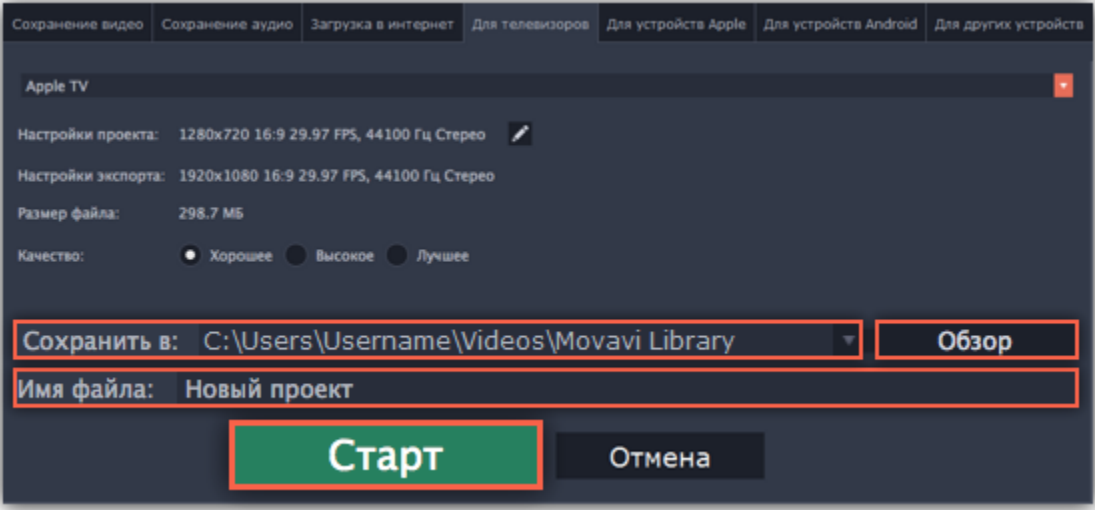 Сохранение видео Сохранение аудио Загрузка в интернет Для телевизоров Для устройств Apple Для устройств Android Для других устройств
Apple TV
Настройки проекта: 1280x720 16:9 29.97 FPS, 44100 Гц Стерео
Настройки экспорта: 1920x1080 16:9 29.97 FPS, 44100 Гц Стерео
Размер файла: 298.7 МБ
Качество: Хорошее Высокое Лучшее
Сохранить в: C:\Users\Username\Videos\Movavi Library Обзор
Имя файла: Новый проект
Старт Отмена